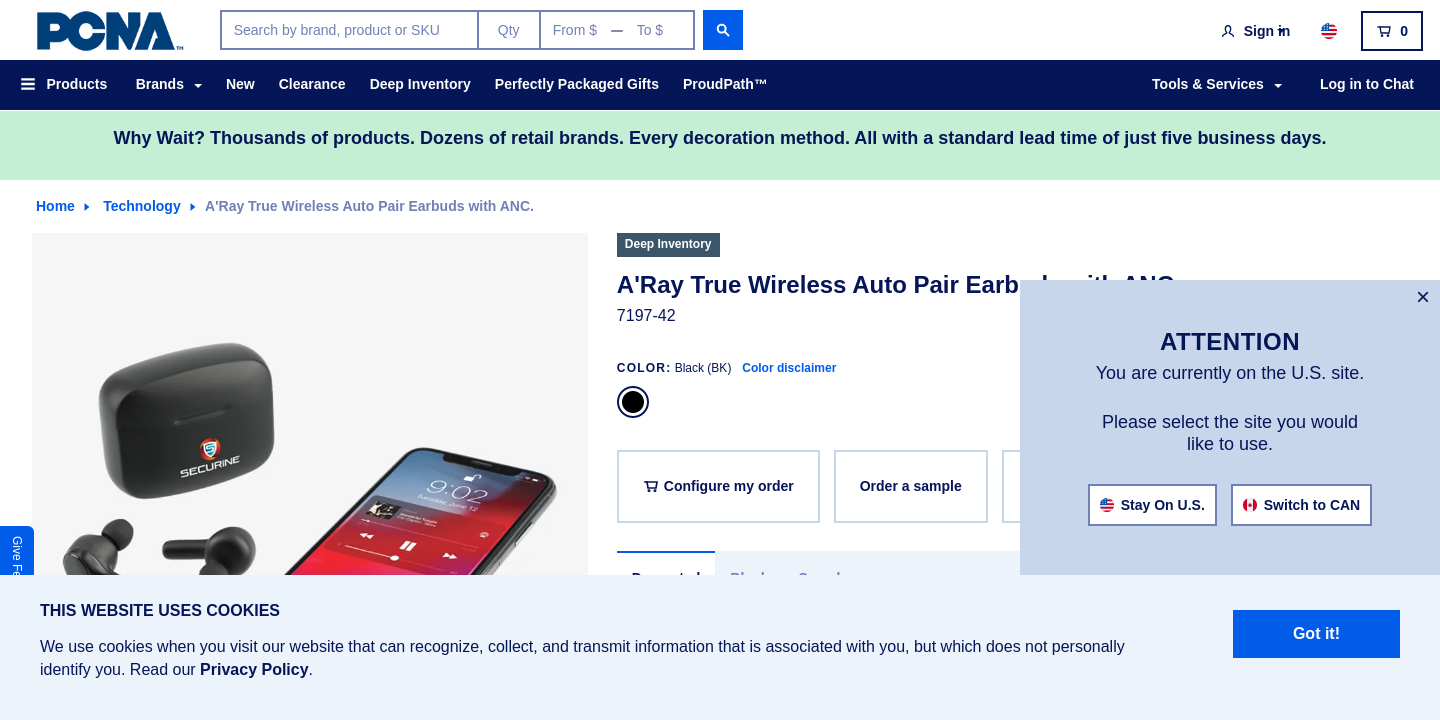 PCNA™
Search by brand, product or SKU
Qty
From $ — To $
Sign in
0
Products
Brands
New
Clearance
Deep Inventory
Perfectly Packaged Gifts
ProudPath™
Tools & Services
Log in to Chat
Why Wait? Thousands of products. Dozens of retail brands. Every decoration method. All with a standard lead time of just five business days.
Home
Technology
A'Ray True Wireless Auto Pair Earbuds with ANC.
Deep Inventory
A'Ray True Wireless Auto Pair Earbuds with ANC
7197-42
COLOR: Black (BK) Color disclaimer
Configure my order
Order a sample
SECURINE
9:02
Tuesday, June 12
Give Fe
×
ATTENTION
You are currently on the U.S. site.
Please select the site you would
like to use.
Stay On U.S.
Switch to CAN
THIS WEBSITE USES COOKIES
We use cookies when you visit our website that can recognize, collect, and transmit information that is associated with you, but which does not personally
identify you. Read our Privacy Policy.
Got it!